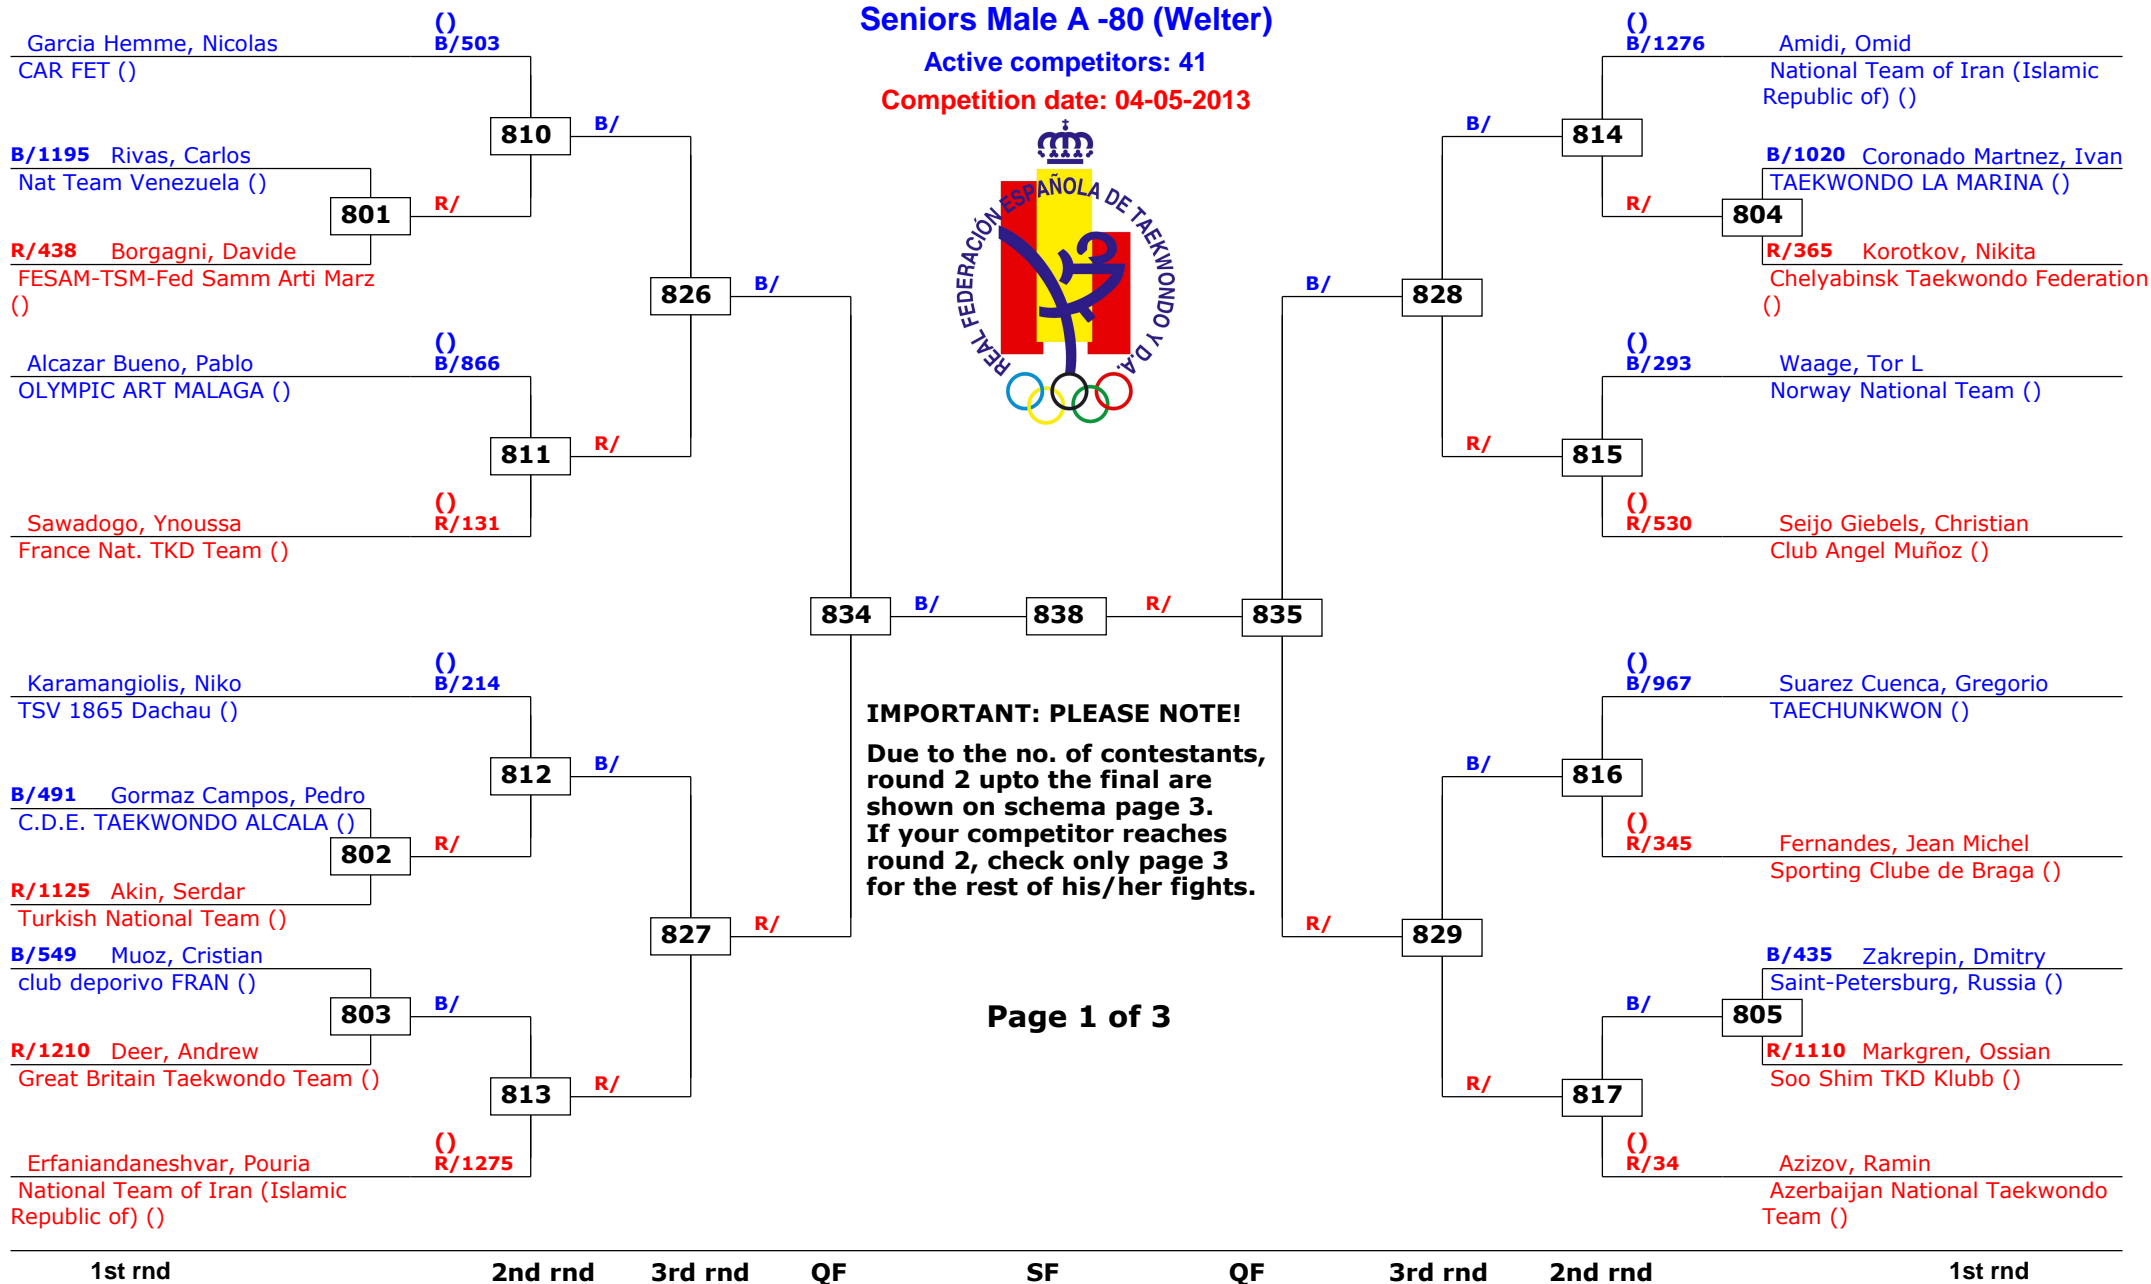 Seniors Male A -80 (Welter)
Active competitors: 41
Competition date: 04-05-2013
REAL FEDERACIÓN ESPAÑOLA DE TAEKWONDO Y D.A.
()
Garcia Hemme, Nicolas B/503
CAR FET ()
810
B/
B/1195 Rivas, Carlos
Nat Team Venezuela ()
801
R/
R/438 Borgagni, Davide
FESAM-TSM-Fed Samm Arti Marz
()
826
B/
()
Alcazar Bueno, Pablo B/866
OLYMPIC ART MALAGA ()
811
R/
()
Sawadogo, Ynoussa R/131
France Nat. TKD Team ()
834
B/
838
R/
835
()
Karamangiolis, Niko B/214
TSV 1865 Dachau ()
812
B/
B/491 Gormaz Campos, Pedro
C.D.E. TAEKWONDO ALCALA ()
802
R/
R/1125 Akin, Serdar
Turkish National Team ()
827
R/
B/549 Muoz, Cristian
club deporivo FRAN ()
803
B/
R/1210 Deer, Andrew
Great Britain Taekwondo Team ()
813
R/
()
Erfaniandaneshvar, Pouria R/1275
National Team of Iran (Islamic
Republic of) ()
IMPORTANT: PLEASE NOTE!
Due to the no. of contestants,
round 2 upto the final are
shown on schema page 3.
If your competitor reaches
round 2, check only page 3
for the rest of his/her fights.
Page 1 of 3
()
B/1276 Amidi, Omid
National Team of Iran (Islamic
Republic of) ()
B/
814
B/1020 Coronado Martnez, Ivan
TAEKWONDO LA MARINA ()
R/
804
R/365 Korotkov, Nikita
Chelyabinsk Taekwondo Federation
()
B/
828
()
B/293 Waage, Tor L
Norway National Team ()
R/
815
()
R/530 Seijo Giebels, Christian
Club Angel Muñoz ()
()
B/967 Suarez Cuenca, Gregorio
TAECHUNKWON ()
B/
816
()
R/345 Fernandes, Jean Michel
Sporting Clube de Braga ()
R/
829
B/435 Zakrepin, Dmitry
Saint-Petersburg, Russia ()
B/
805
R/1110 Markgren, Ossian
Soo Shim TKD Klubb ()
R/
817
()
R/34 Azizov, Ramin
Azerbaijan National Taekwondo
Team ()
1st rnd 2nd rnd 3rd rnd QF SF QF 3rd rnd 2nd rnd 1st rnd